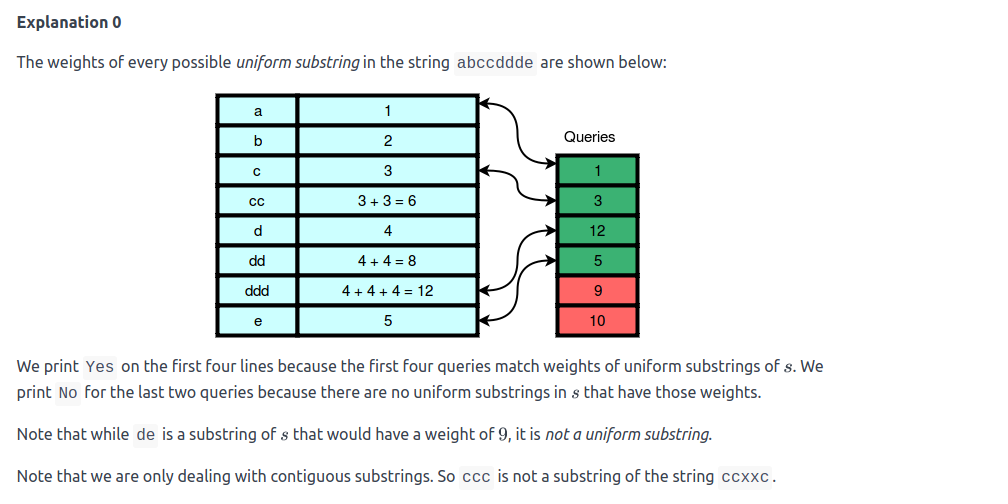 Explanation 0
The weights of every possible uniform substring in the string abccddde are shown below:
Queries
a 1
b 2
c 3 1
cc 3 + 3 = 6 3
d 4 12
dd 4 + 4 = 8 5
ddd 4 + 4 + 4 = 12 9
e 5 10
We print Yes on the first four lines because the first four queries match weights of uniform substrings of s. We
print No for the last two queries because there are no uniform substrings in s that have those weights.
Note that while de is a substring of s that would have a weight of 9, it is not a uniform substring.
Note that we are only dealing with contiguous substrings. So ccc is not a substring of the string ccxxc.